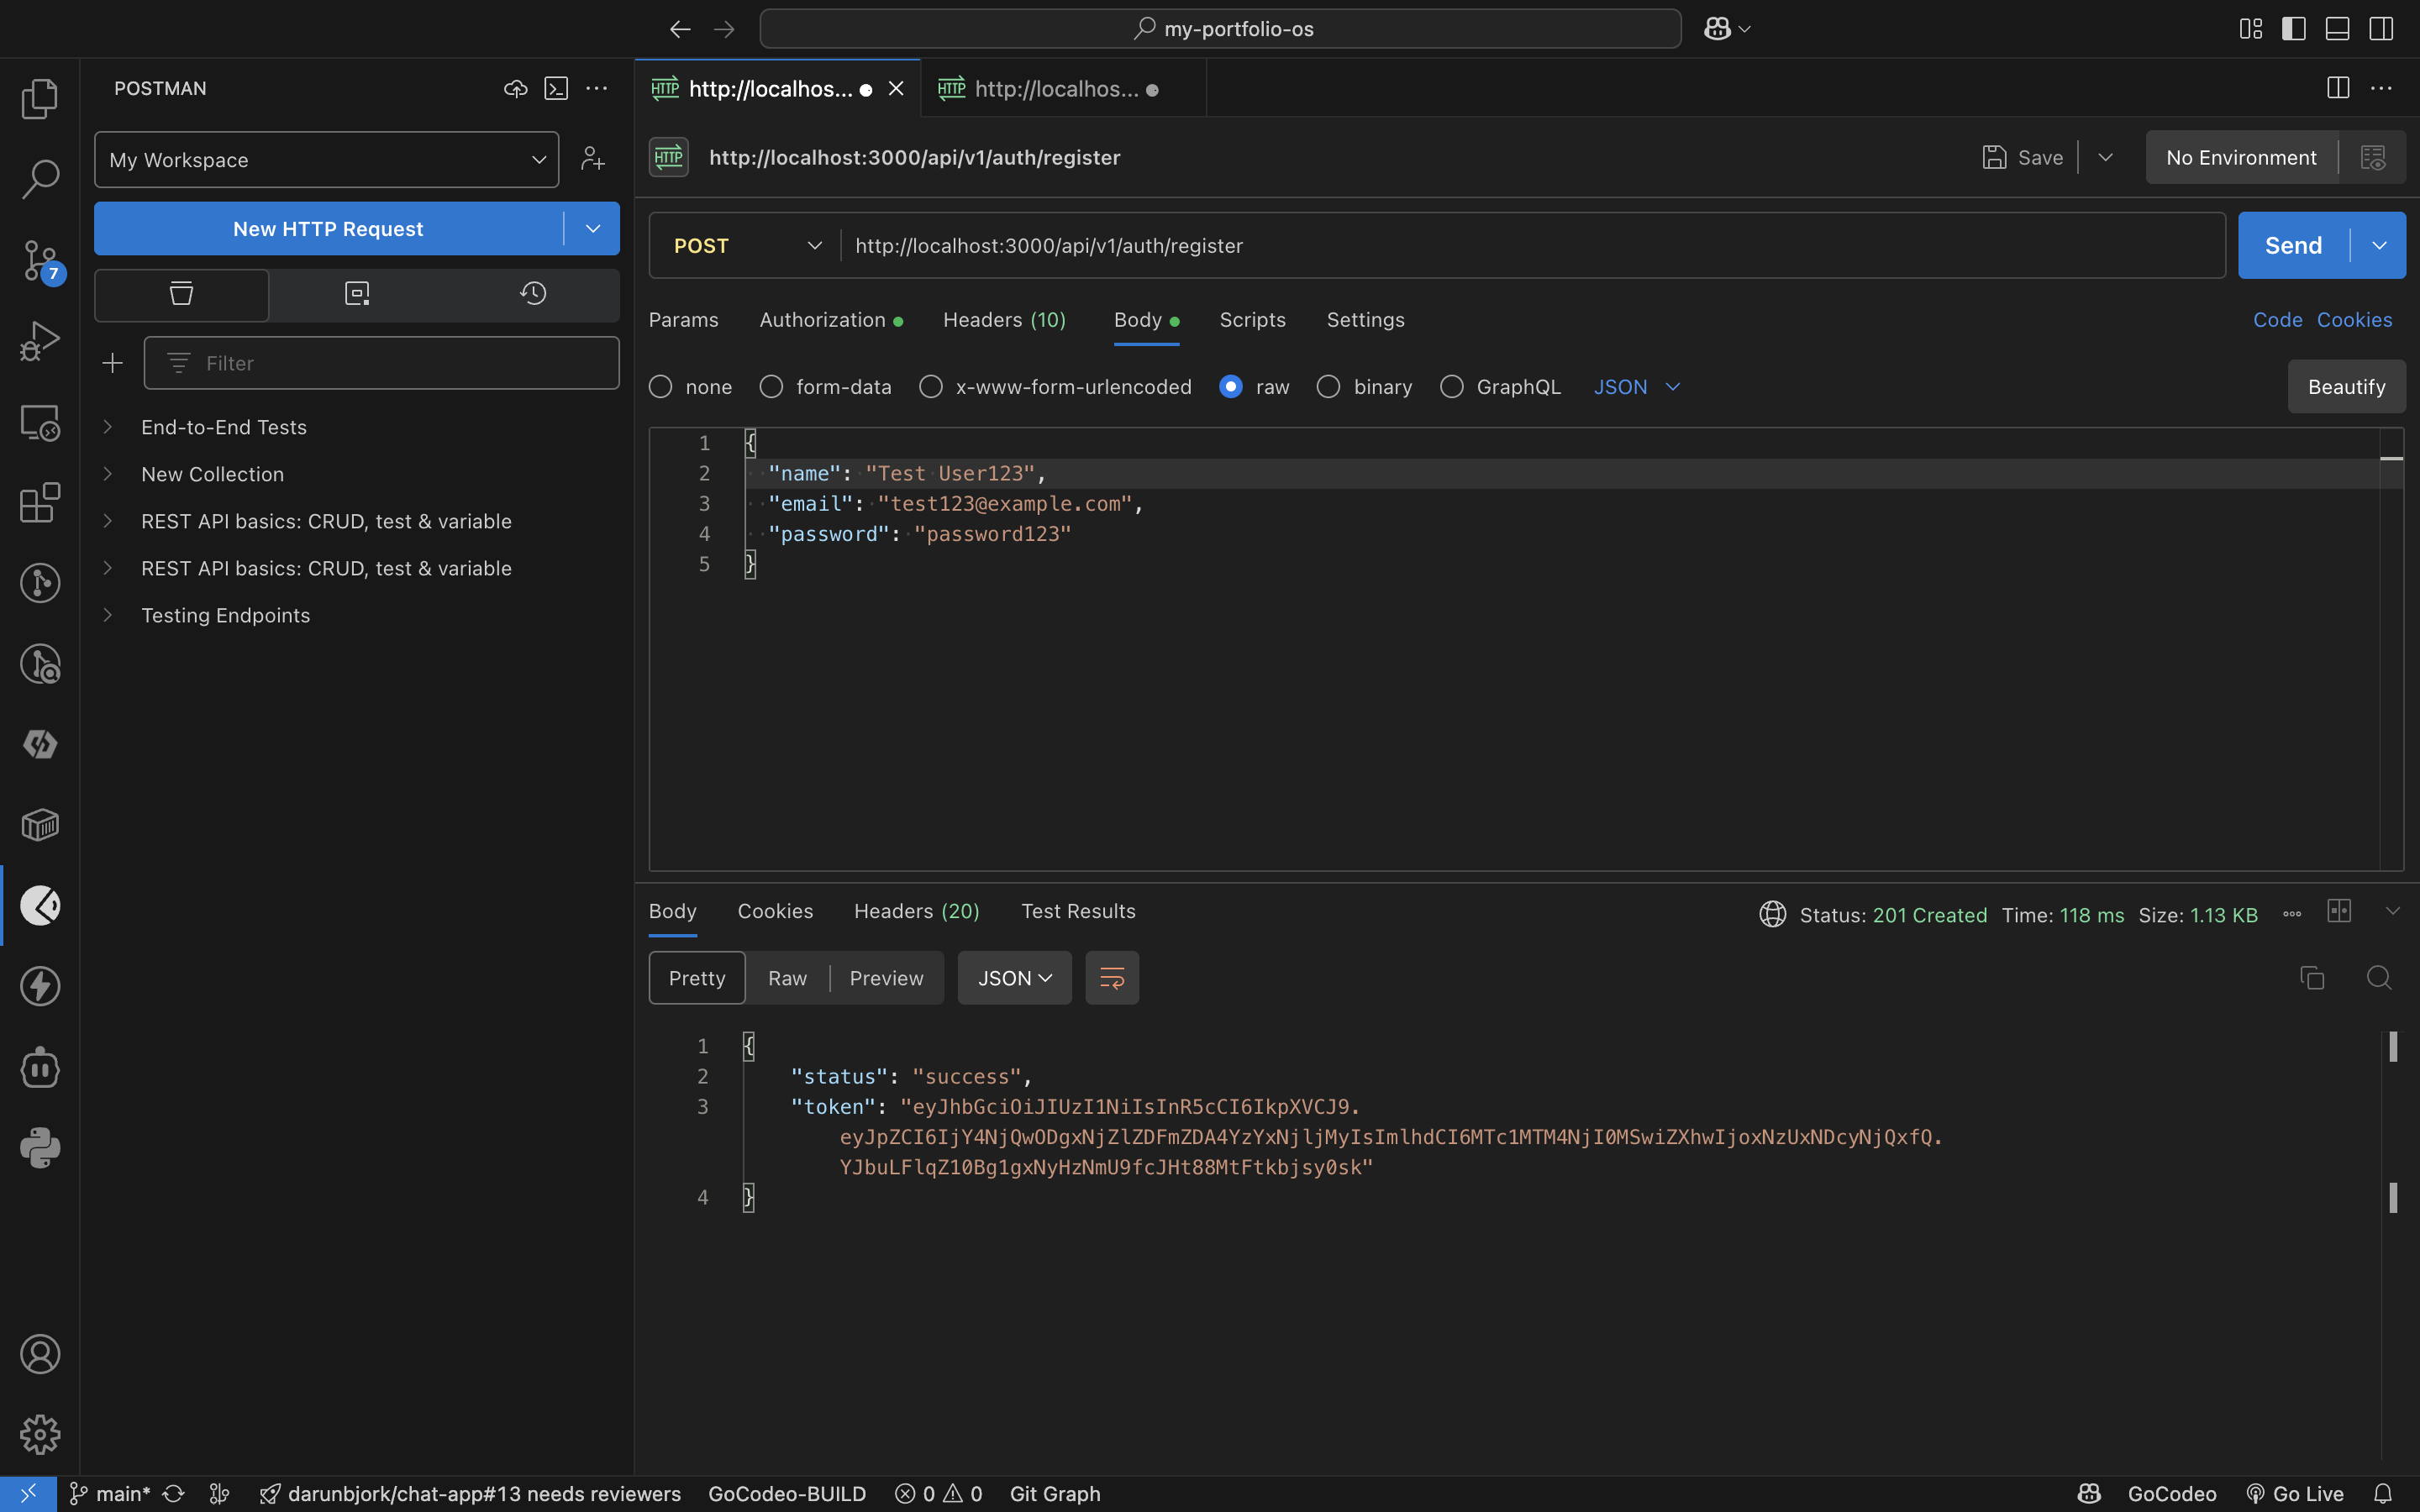 my-portfolio-os
POSTMAN
My Workspace
New HTTP Request
Filter
End-to-End Tests
New Collection
REST API basics: CRUD, test & variable
REST API basics: CRUD, test & variable
Testing Endpoints
7
HTTP http://localhos...
HTTP http://localhos...
HTTP http://localhost:3000/api/v1/auth/register
Save
No Environment
POST http://localhost:3000/api/v1/auth/register
Send
Params Authorization Headers (10) Body Scripts Settings
Code Cookies
none form-data x-www-form-urlencoded raw binary GraphQL JSON
Beautify
1 {
2 "name": "Test User123",
3 "email": "test123@example.com",
4 "password": "password123"
5 }
Body Cookies Headers (20) Test Results
Status: 201 Created Time: 118 ms Size: 1.13 KB
Pretty Raw Preview JSON
1 {
2 "status": "success",
3 "token": "eyJhbGciOiJIUzI1NiIsInR5cCI6IkpXVCJ9.
eyJpZCI6IjY4NjQwODgxNjZlZDFmZDA4YzYxNjljMyIsImlhdCI6MTc1MTM4NjI0MSwiZXhwIjoxNzUxNDcyNjQxfQ.
YJbuLFlqZ10Bg1gxNyHzNmU9fcJHt88MtFtkbjsy0sk"
4 }
main* darunbjork/chat-app#13 needs reviewers GoCodeo-BUILD 0 0 Git Graph
GoCodeo Go Live